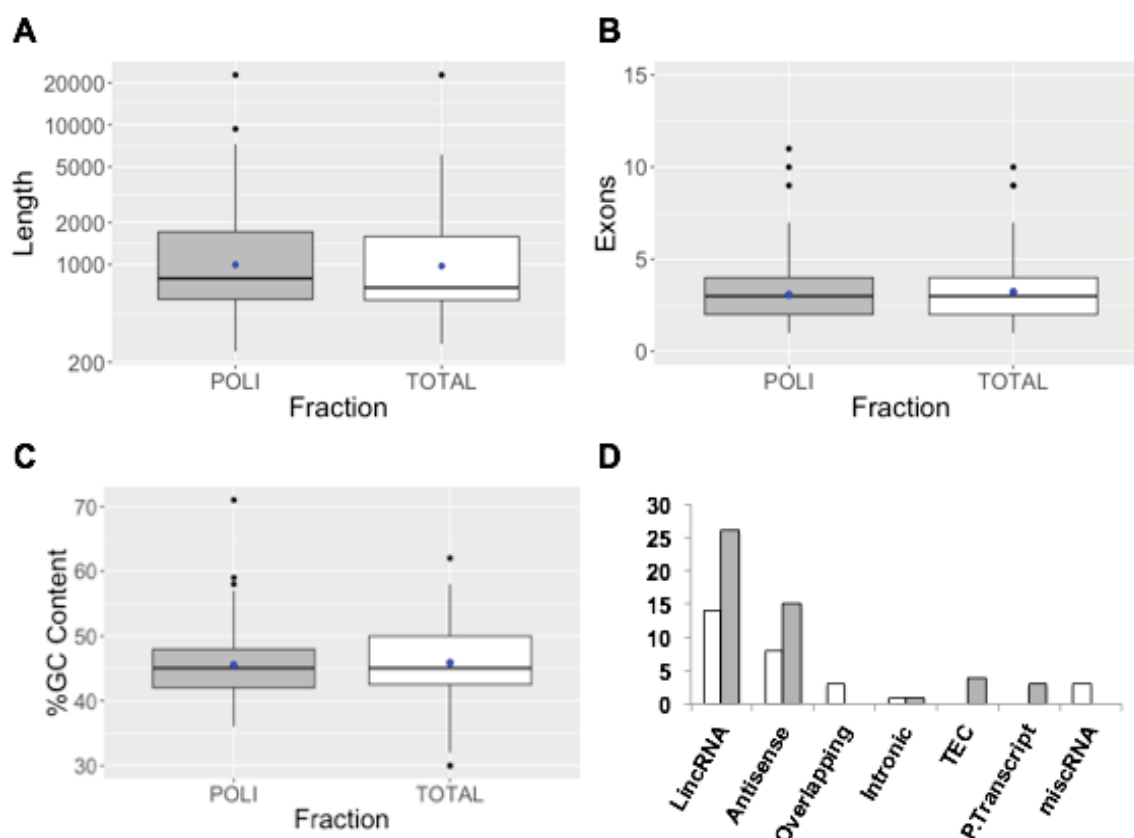 A
Length
20000
10000
5000
2000
1000
200
POLI
TOTAL
Fraction
B
Exons
15
10
5
0
POLI
TOTAL
Fraction
C
%GC Content
70
60
50
40
30
POLI
TOTAL
Fraction
D
30
25
20
15
10
5
0
LincRNA
Antisense
Overlapping
Intronic
TEC
P.Transcript
miscRNA